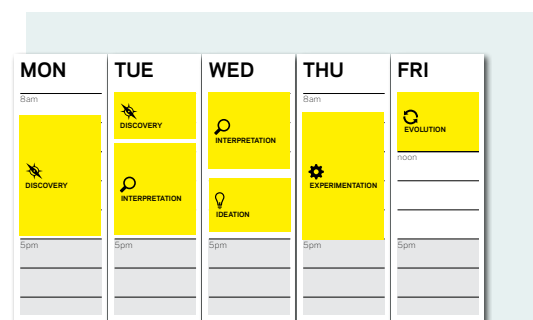 MON TUE WED THU FRI
8am 8am
DISCOVERY
INTERPRETATION
EVOLUTION
noon
DISCOVERY
INTERPRETATION
EXPERIMENTATION
IDEATION
5pm 5pm 5pm 5pm 5pm